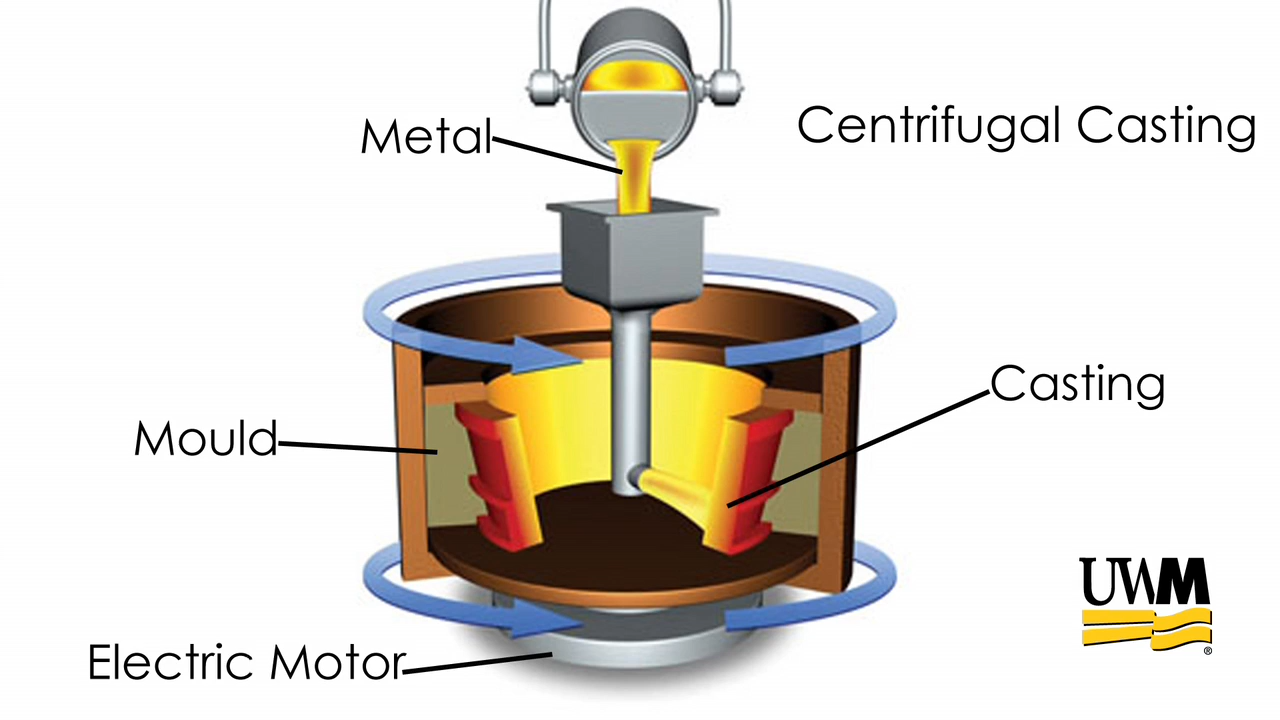 Centrifugal Casting
Metal
Casting
Mould
UWM
®
Electric Motor